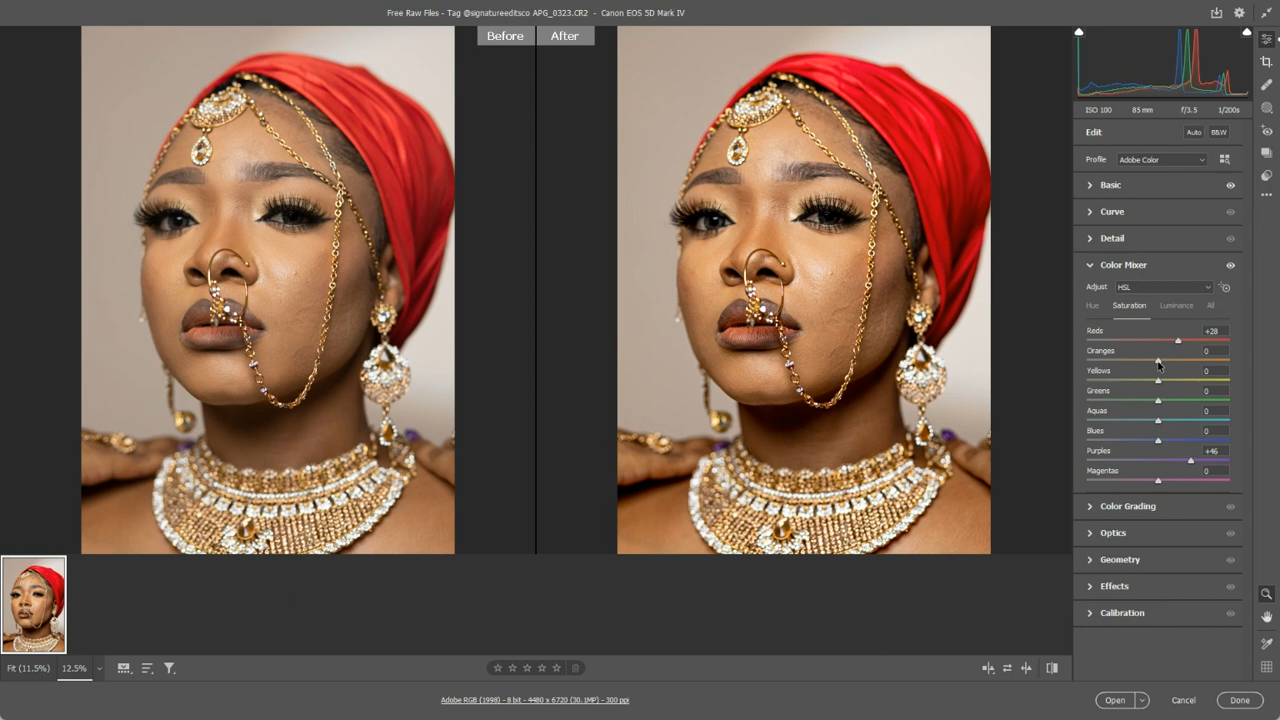 Free Raw Files - Tag @signatureeditsco APG_0323.CR2 - Canon EOS 5D Mark IV
Before After
ISO 100 85 mm f/3.5 1/200s
Edit Auto B&W
Profile Adobe Color
Basic
Curve
Detail
Color Mixer
Adjust HSL
Hue Saturation Luminance All
Reds +28
Oranges 0
Yellows 0
Greens 0
Aquas 0
Blues 0
Purples +46
Magentas 0
Color Grading
Optics
Geometry
Effects
Calibration
Fit (11.5%) 12.5%
Adobe RGB (1998) - 8 bit - 4480 x 6720 (30.1MP) - 300 ppi
Open Cancel Done